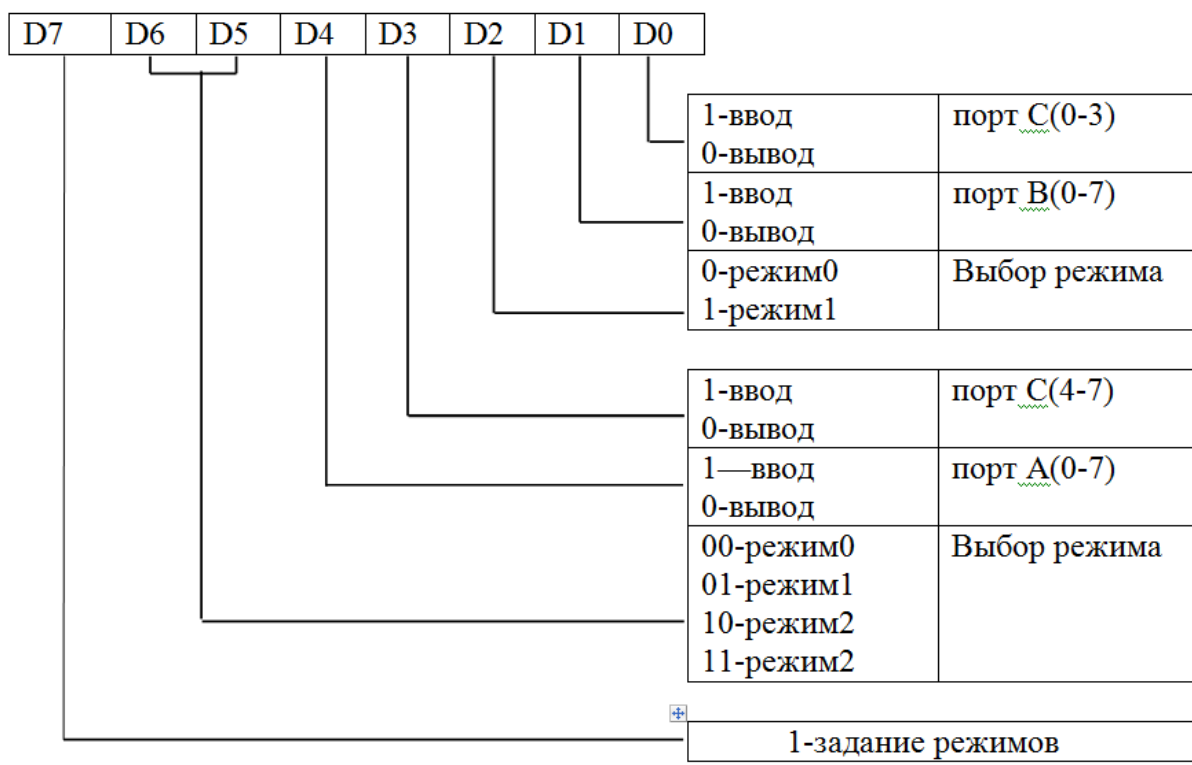 D7 D6 D5 D4 D3 D2 D1 D0
1-ввод порт С(0-3)
0-вывод
1-ввод порт В(0-7)
0-вывод
0-режим0 Выбор режима
1-режим1
1-ввод порт С(4-7)
0-вывод
1—ввод порт А(0-7)
0-вывод
00-режим0 Выбор режима
01-режим1
10-режим2
11-режим2
1-задание режимов